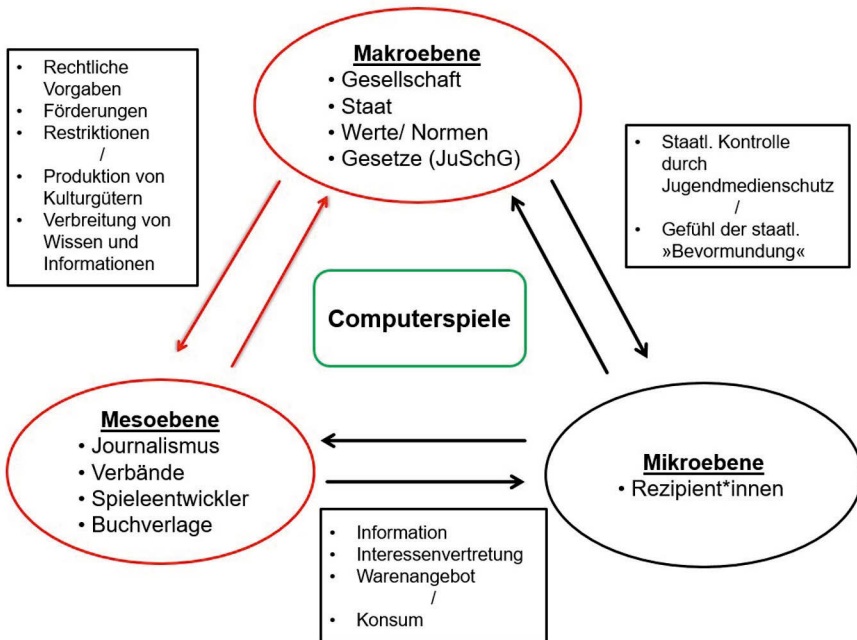 Makroebene
• Gesellschaft
• Staat
• Werte/ Normen
• Gesetze (JuSchG)
• Rechtliche
Vorgaben
• Förderungen
• Restriktionen
/
• Produktion von
Kulturgütern
• Verbreitung von
Wissen und
Informationen
• Staatl. Kontrolle
durch
Jugendmedienschutz
/
• Gefühl der staatl.
»Bevormundung«
Computerspiele
Mesoebene
• Journalismus
• Verbände
• Spieleentwickler
• Buchverlage
Mikroebene
• Rezipient*innen
• Information
• Interessenvertretung
• Warenangebot
/
• Konsum